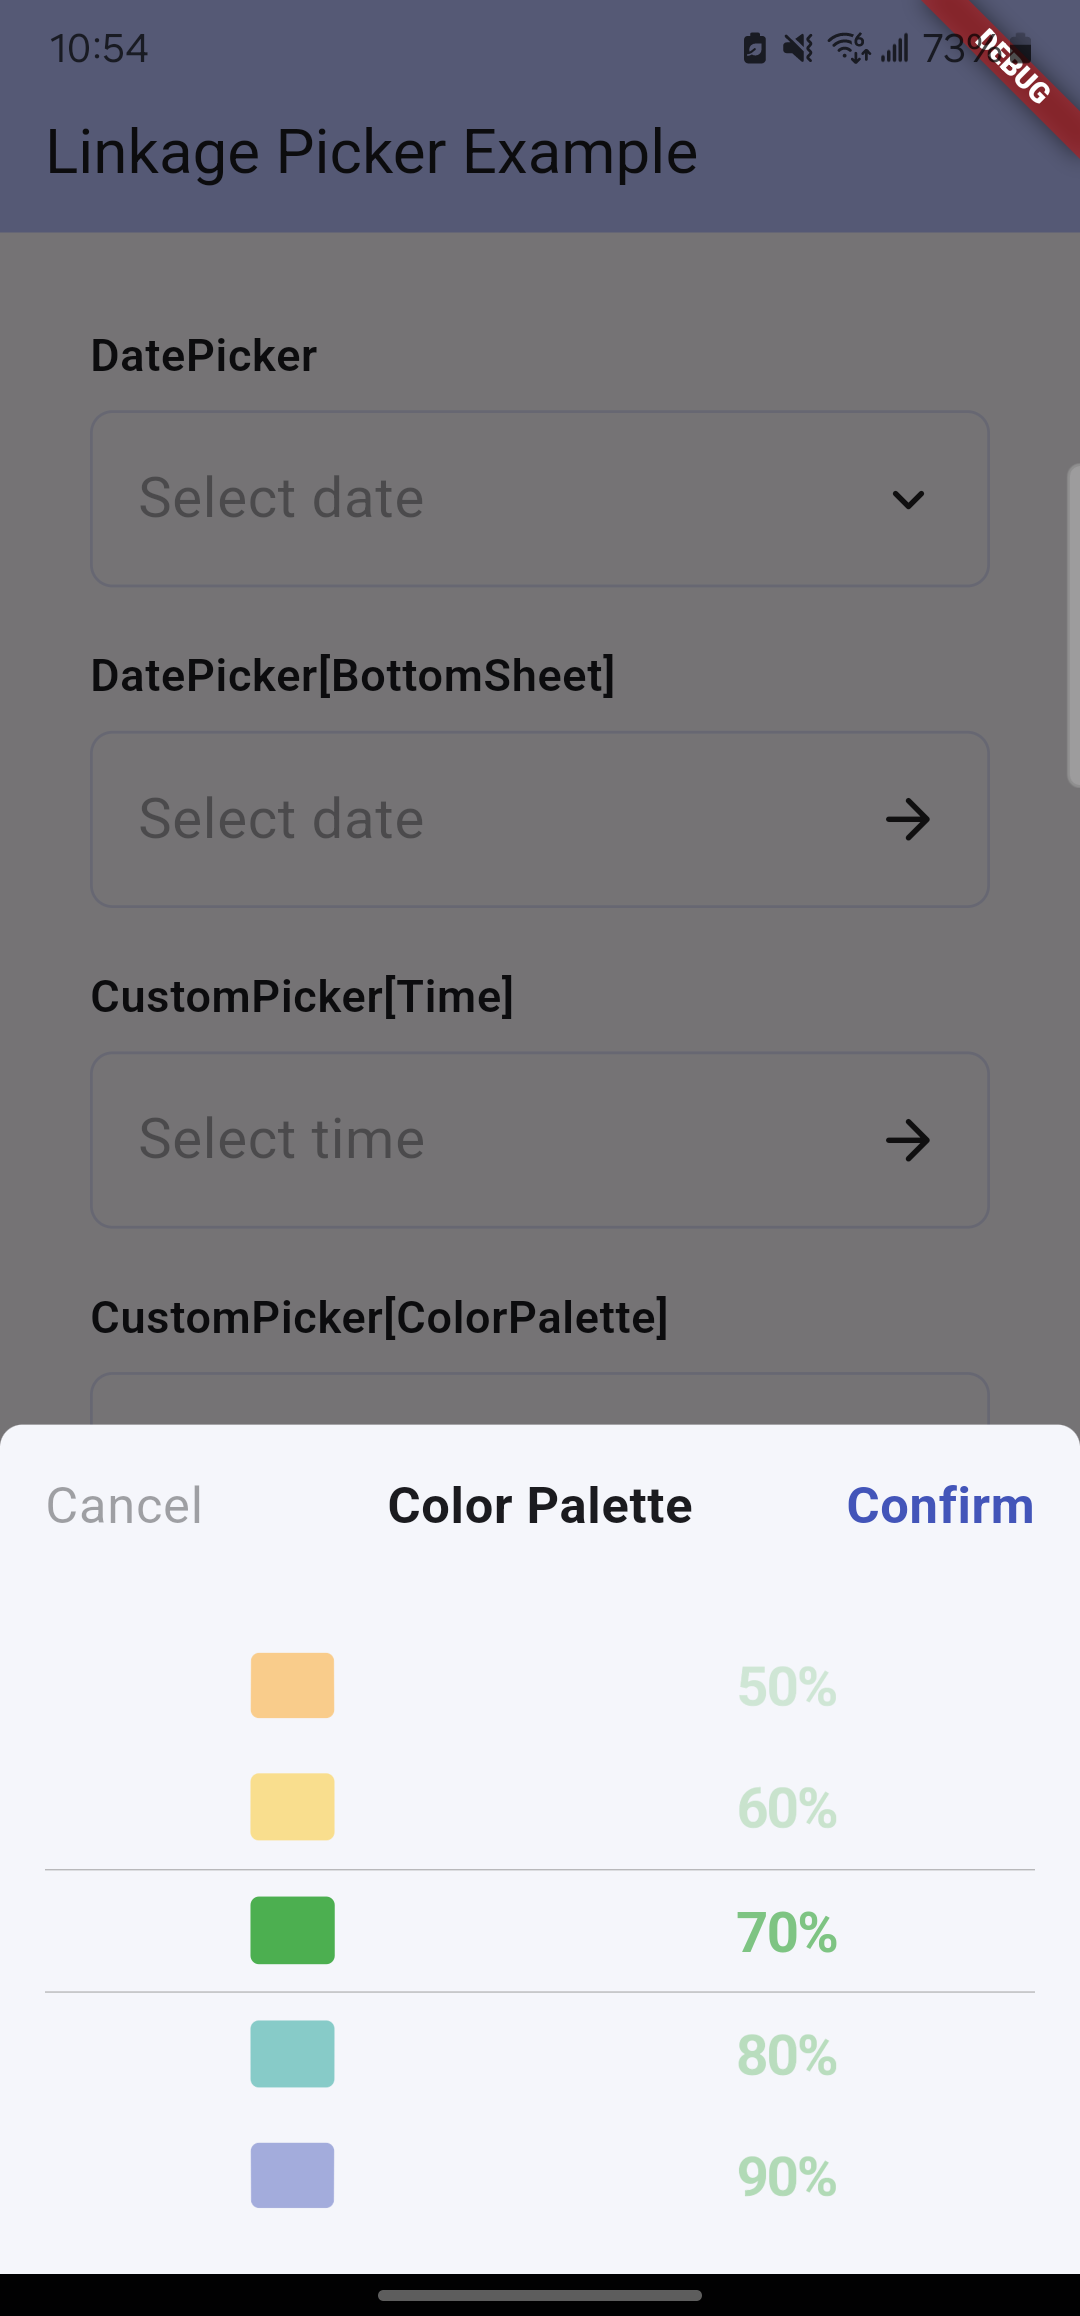 10:54
73%
DEBUG
Linkage Picker Example
DatePicker
Select date
DatePicker[BottomSheet]
Select date
CustomPicker[Time]
Select time
CustomPicker[ColorPalette]
Cancel Color Palette Confirm
50%
60%
70%
80%
90%